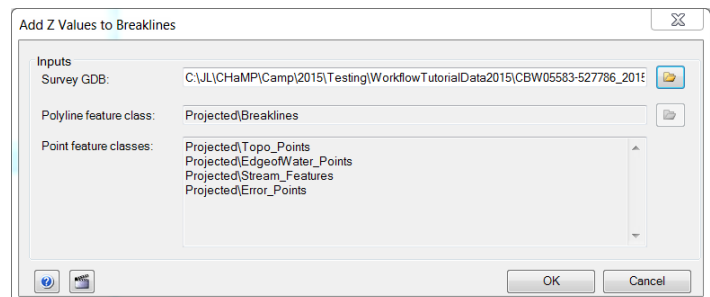 Add Z Values to Breaklines
Inputs
Survey GDB: C:\JL\CHaMP\Camp\2015\Testing\WorkflowTutorialData2015\CBW05583-527786_2015
Polyline feature class: Projected\Breaklines
Point feature classes: Projected\Topo_Points
Projected\EdgeofWater_Points
Projected\Stream_Features
Projected\Error_Points
OK Cancel